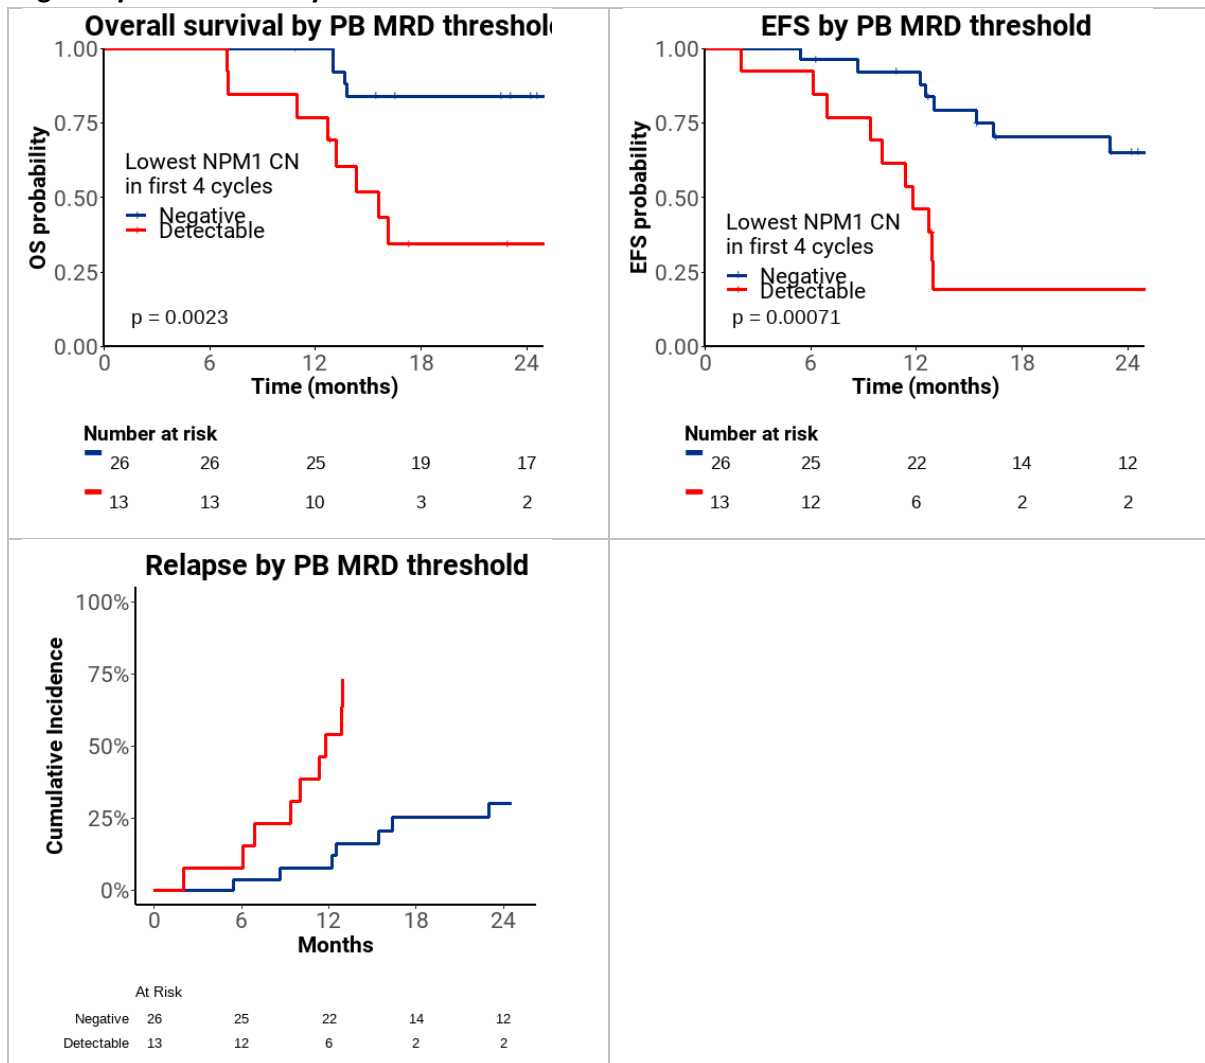 Overall survival by PB MRD threshold
1.00
0.75
0.50
0.25
0.00
OS probability
Lowest NPM1 CN
in first 4 cycles
Negative
Detectable
p = 0.0023
0 6 12 18 24
Time (months)
Number at risk
26 26 25 19 17
13 13 10 3 2
EFS by PB MRD threshold
1.00
0.75
0.50
0.25
0.00
EFS probability
Lowest NPM1 CN
in first 4 cycles
Negative
Detectable
p = 0.00071
0 6 12 18 24
Time (months)
Number at risk
26 25 22 14 12
13 12 6 2 2
Relapse by PB MRD threshold
100%
75%
50%
25%
0%
Cumulative Incidence
0 6 12 18 24
Months
At Risk
Negative 26 25 22 14 12
Detectable 13 12 6 2 2